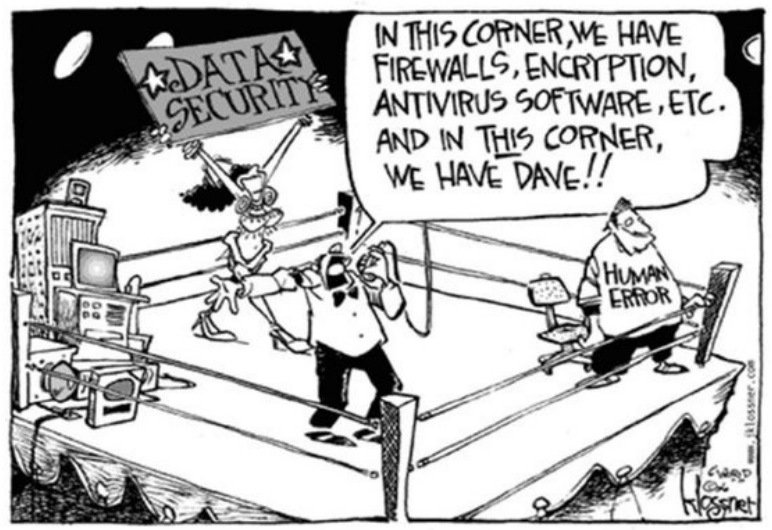 DATA
SECURITY
IN THIS CORNER, WE HAVE
FIREWALLS, ENCRYPTION,
ANTIVIRUS SOFTWARE, ETC.
AND IN THIS CORNER,
WE HAVE DAVE!!
HUMAN
ERROR
www.jklossner.com
klossner